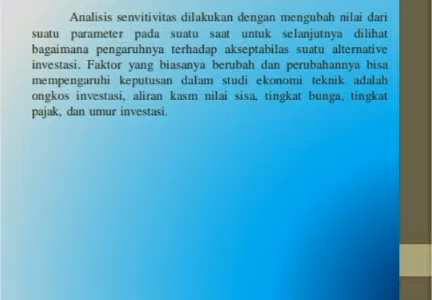 Analisis senvitivitas dilakukan dengan mengubah nilai dari
suatu parameter pada suatu saat untuk selanjutnya dilihat
bagaimana pengaruhnya terhadap akseptabilas suatu alternative
investasi. Faktor yang biasanya berubah dan perubahannya bisa
mempengaruhi keputusan dalam studi ekonomi teknik adalah
ongkos investasi, aliran kasm nilai sisa, tingkat bunga, tingkat
pajak, dan umur investasi.